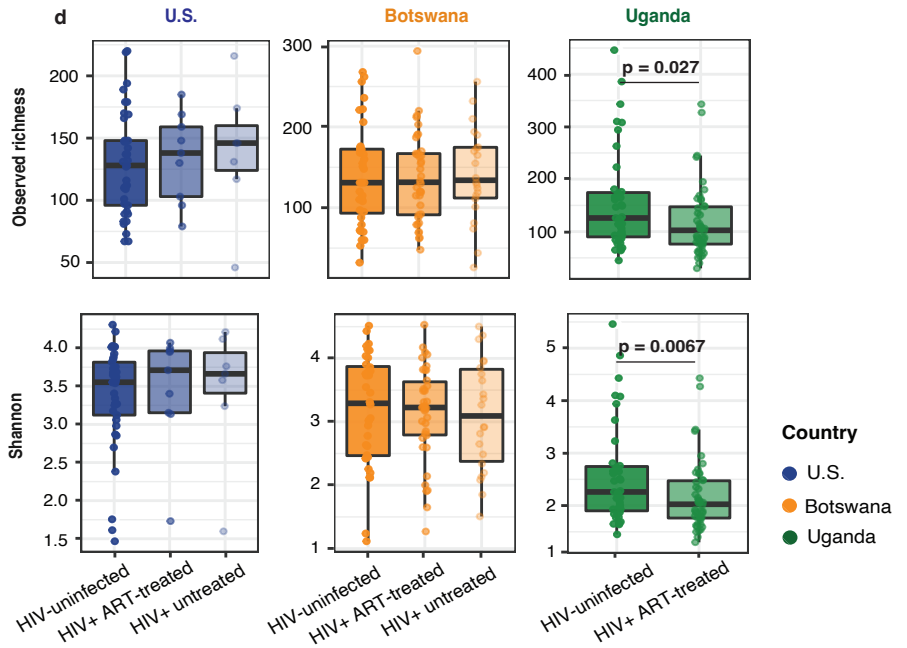 d
U.S.
Botswana
Uganda
Observed richness
200
150
100
50
300
200
100
400
300
200
100
p = 0.027
Shannon
4.0
3.5
3.0
2.5
2.0
1.5
4
3
2
1
5
4
3
2
1
p = 0.0067
HIV-uninfected
HIV+ ART-treated
HIV+ untreated
HIV-uninfected
HIV+ ART-treated
HIV+ untreated
HIV-uninfected
HIV+ ART-treated
Country
U.S.
Botswana
Uganda